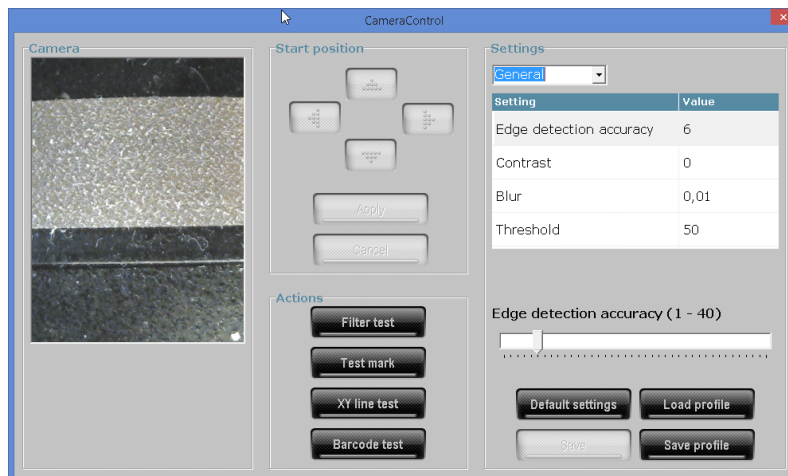 CameraControl
Camera
Start position
Apply
Cancel
Actions
Filter test
Test mark
XY line test
Barcode test
Settings
General
Setting Value
Edge detection accuracy 6
Contrast 0
Blur 0,01
Threshold 50
Edge detection accuracy (1 - 40)
Default settings Load profile
Save Save profile